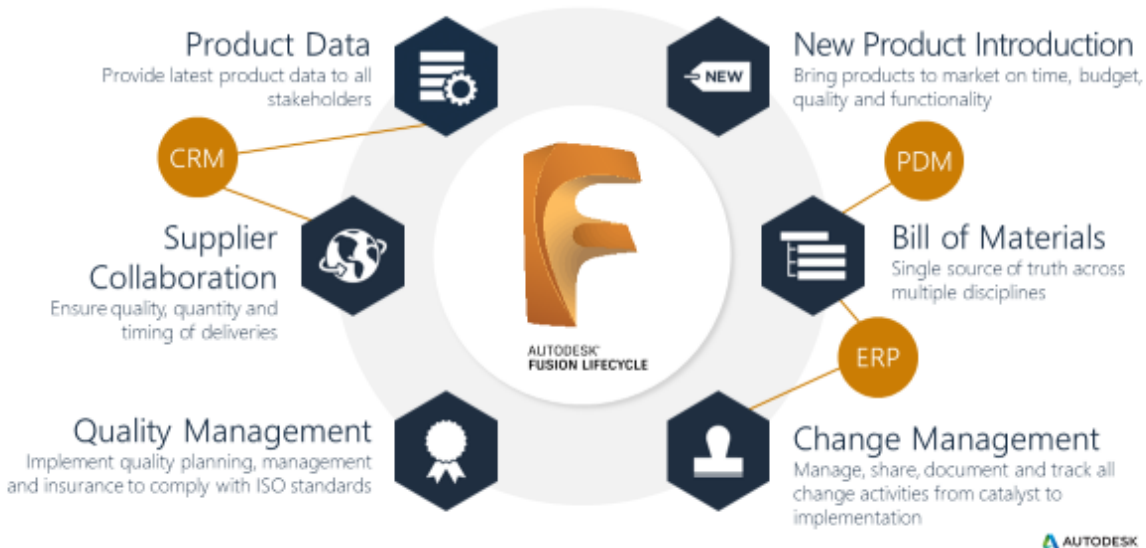 Product Data
Provide latest product data to all
stakeholders
CRM
Supplier
Collaboration
Ensure quality, quantity and
timing of deliveries
Quality Management
Implement quality planning, management
and insurance to comply with ISO standards
AUTODESK™
FUSION LIFECYCLE
NEW
New Product Introduction
Bring products to market on time, budget,
quality and functionality
PDM
Bill of Materials
Single source of truth across
multiple disciplines
ERP
Change Management
Manage, share, document and track all
change activities from catalyst to
implementation
AUTODESK